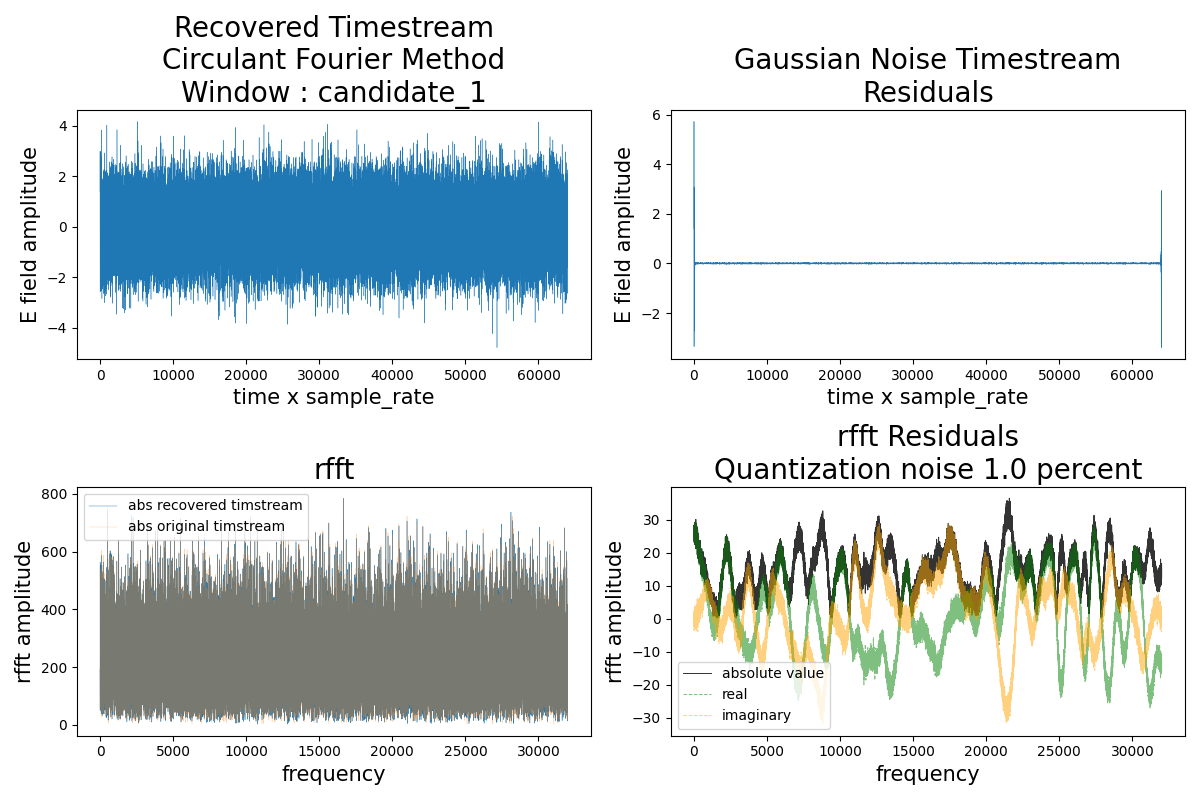 Recovered Timestream
Circulant Fourier Method
Window : candidate_1
E field amplitude
4
2
0
−2
−4
0 10000 20000 30000 40000 50000 60000
time x sample_rate
Gaussian Noise Timestream
Residuals
E field amplitude
6
4
2
0
−2
0 10000 20000 30000 40000 50000 60000
time x sample_rate
rfft
rfft amplitude
800
600
400
200
0
abs recovered timstream
abs original timstream
0 5000 10000 15000 20000 25000 30000
frequency
rfft Residuals
Quantization noise 1.0 percent
rfft amplitude
30
20
10
0
−10
−20
−30
absolute value
real
imaginary
0 5000 10000 15000 20000 25000 30000
frequency